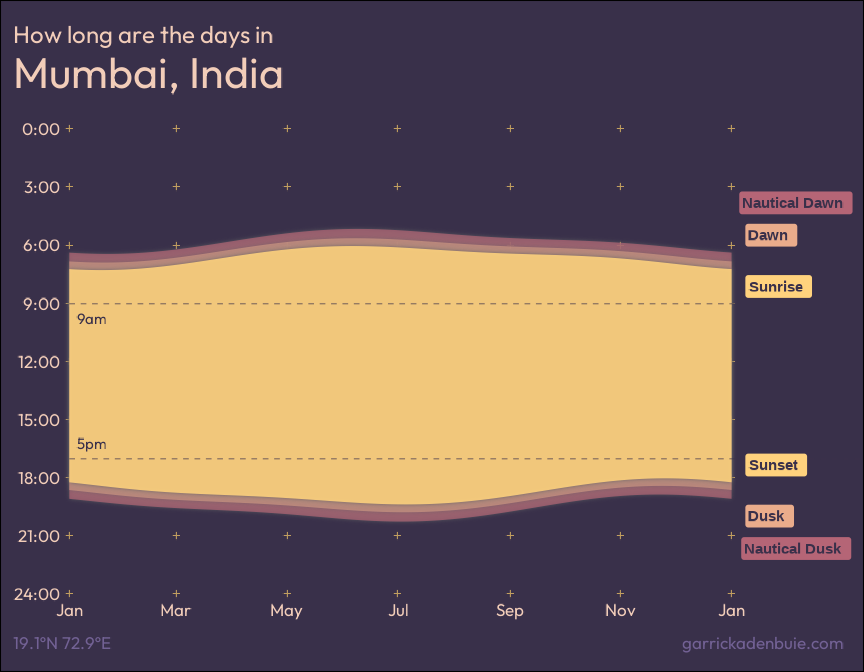 How long are the days in
Mumbai, India
0:00
3:00
Nautical Dawn
Dawn
6:00
Sunrise
9:00
9am
12:00
15:00
5pm
Sunset
18:00
Dusk
21:00
Nautical Dusk
24:00
Jan Mar May Jul Sep Nov Jan
19.1°N 72.9°E
garrickadenbuie.com